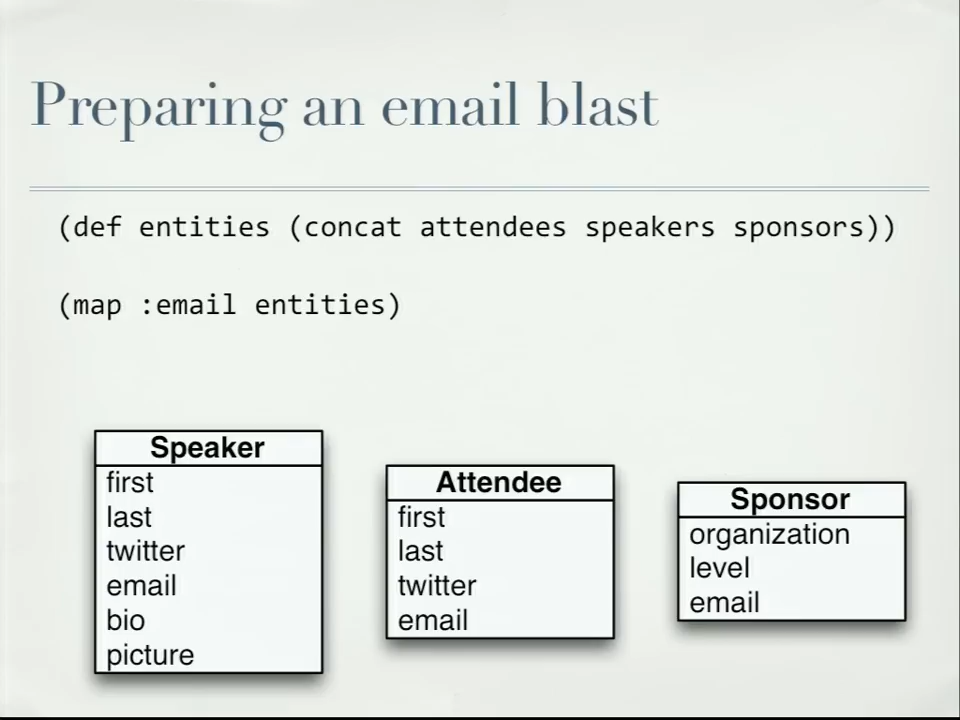 Preparing an email blast
(def entities (concat attendees speakers sponsors))
(map :email entities)
Speaker
first
last
twitter
email
bio
picture
Attendee
first
last
twitter
email
Sponsor
organization
level
email